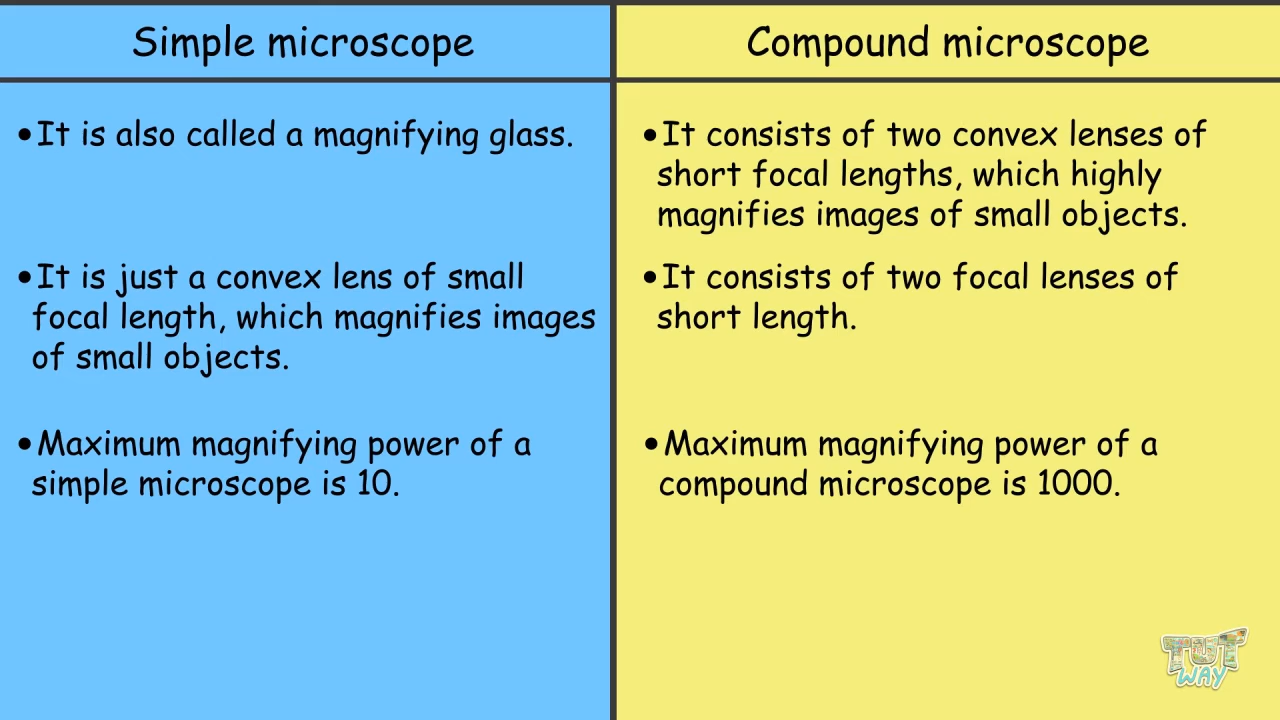 Simple microscope
Compound microscope
•It is also called a magnifying glass.
•It is just a convex lens of small
focal length, which magnifies images
of small objects.
•Maximum magnifying power of a
simple microscope is 10.
•It consists of two convex lenses of
short focal lengths, which highly
magnifies images of small objects.
•It consists of two focal lenses of
short length.
•Maximum magnifying power of a
compound microscope is 1000.
TUT
WAY